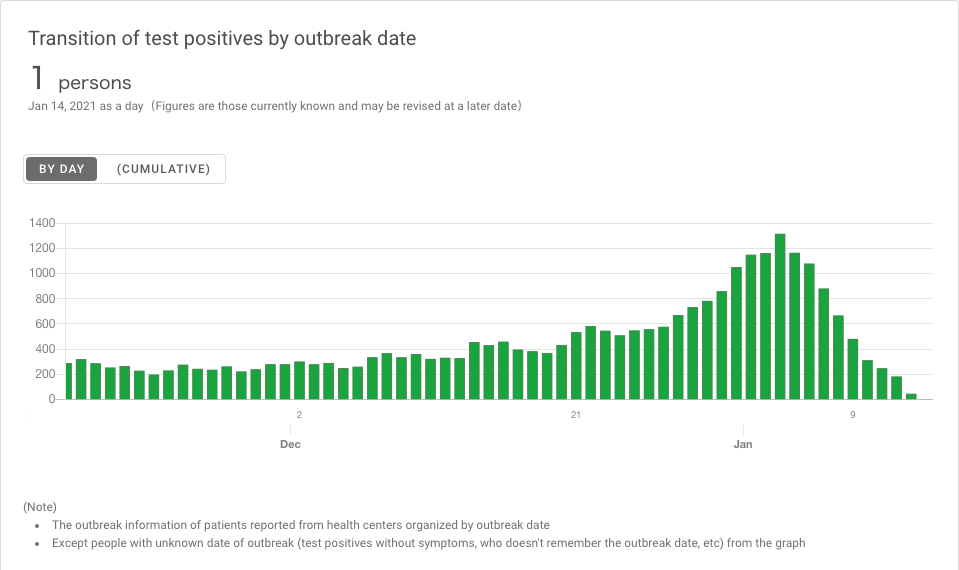 Transition of test positives by outbreak date
1 persons
Jan 14, 2021 as a day（Figures are those currently known and may be revised at a later date）
BY DAY (CUMULATIVE)
1400
1200
1000
800
600
400
200
0
2 21 9
Dec Jan
(Note)
• The outbreak information of patients reported from health centers organized by outbreak date
• Except people with unknown date of outbreak (test positives without symptoms, who doesn't remember the outbreak date, etc) from the graph